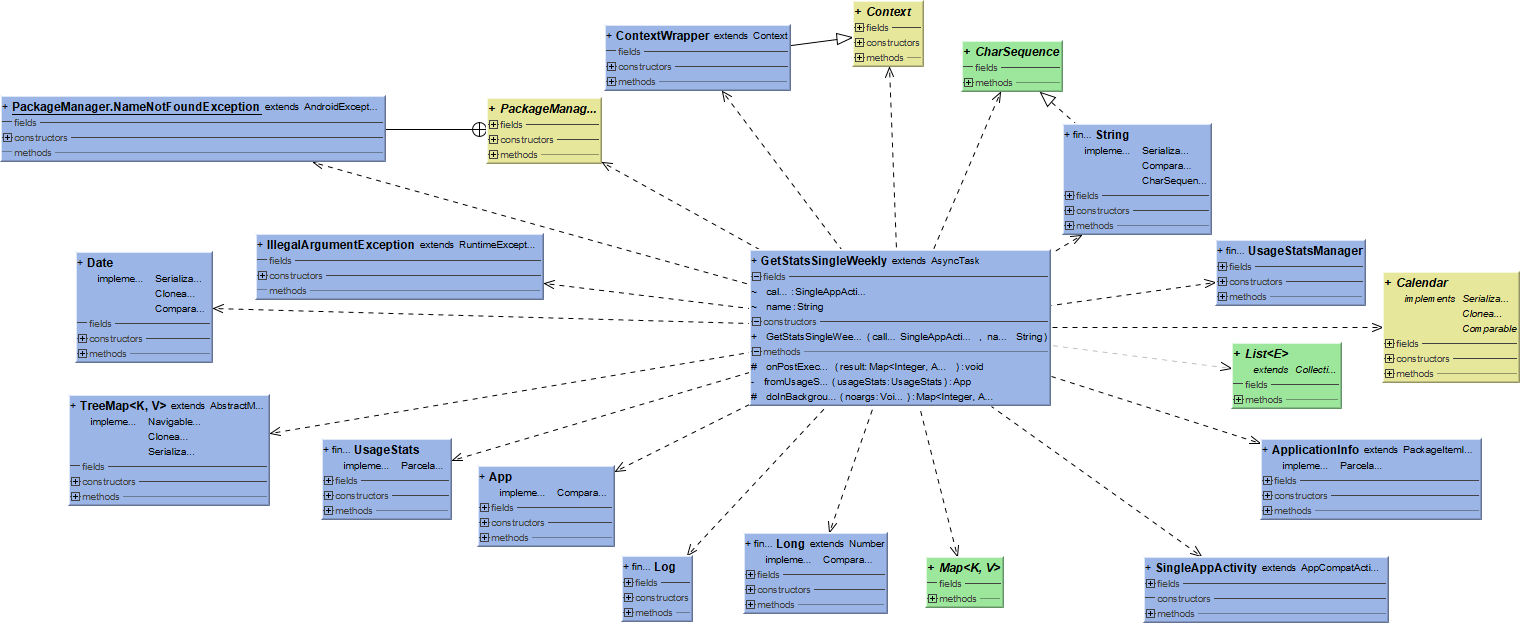 + Context
fields
constructors
methods
+ ContextWrapper extends Context
fields
constructors
methods
+ CharSequence
fields
methods
+ PackageManager.NameNotFoundException extends AndroidExcept...
fields
constructors
methods
+ PackageManag...
fields
constructors
methods
+ fin... String
impleme... Serializa...
Compara...
CharSequen...
fields
constructors
methods
+ IllegalArgumentException extends RuntimeExcept...
fields
constructors
methods
+ Date
impleme... Serializa...
Clonea...
Compara...
fields
constructors
methods
+ GetStatsSingleWeekly extends AsyncTask
fields
~ cal... : SingleAppActi...
~ name : String
constructors
+ GetStatsSingleWee... ( call... SingleAppActi... , na... String)
methods
# onPostExec... ( result: Map<Integer, A... ) : void
- fromUsageS... ( usageStats: UsageStats) : App
# doInBackgrou... ( noargs: Voi... ) : Map<Integer, A...
+ fin... UsageStatsManager
fields
constructors
methods
+ Calendar
implements Serializa...
Clonea...
Comparable
fields
constructors
methods
+ List<E>
extends Collecti...
fields
methods
+ TreeMap<K, V> extends AbstractM...
impleme... Navigable...
Clonea...
Serializa...
fields
constructors
methods
+ fin... UsageStats
impleme... Parcela...
fields
constructors
methods
+ App
impleme... Compara...
fields
constructors
methods
+ ApplicationInfo extends PackageItemI...
impleme... Parcela...
fields
constructors
methods
+ fin... Log
fields
constructors
methods
+ fin... Long extends Number
impleme... Compara...
fields
constructors
methods
+ Map<K, V>
fields
methods
+ SingleAppActivity extends AppCompatActi...
fields
constructors
methods